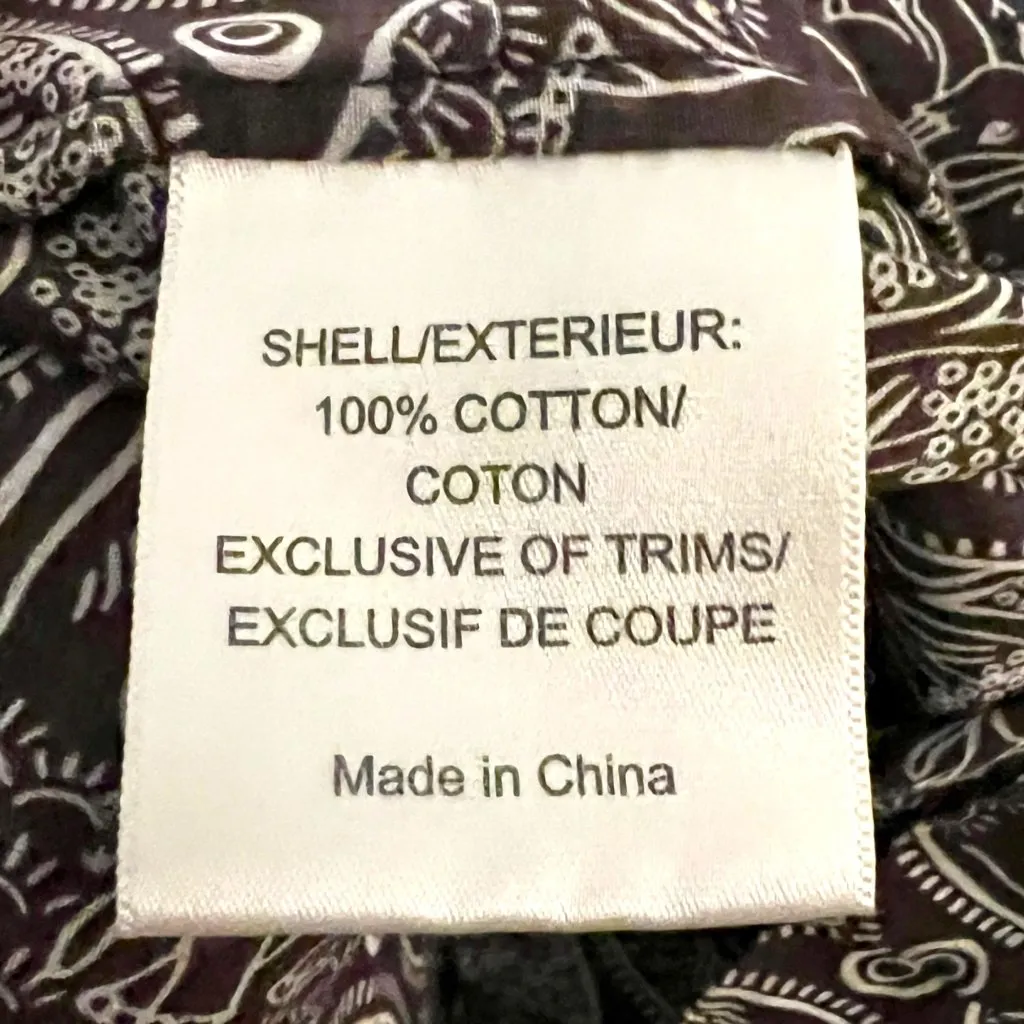 SHELL/EXTERIEUR:
100% COTTON/
COTON
EXCLUSIVE OF TRIMS/
EXCLUSIF DE COUPE
Made in China